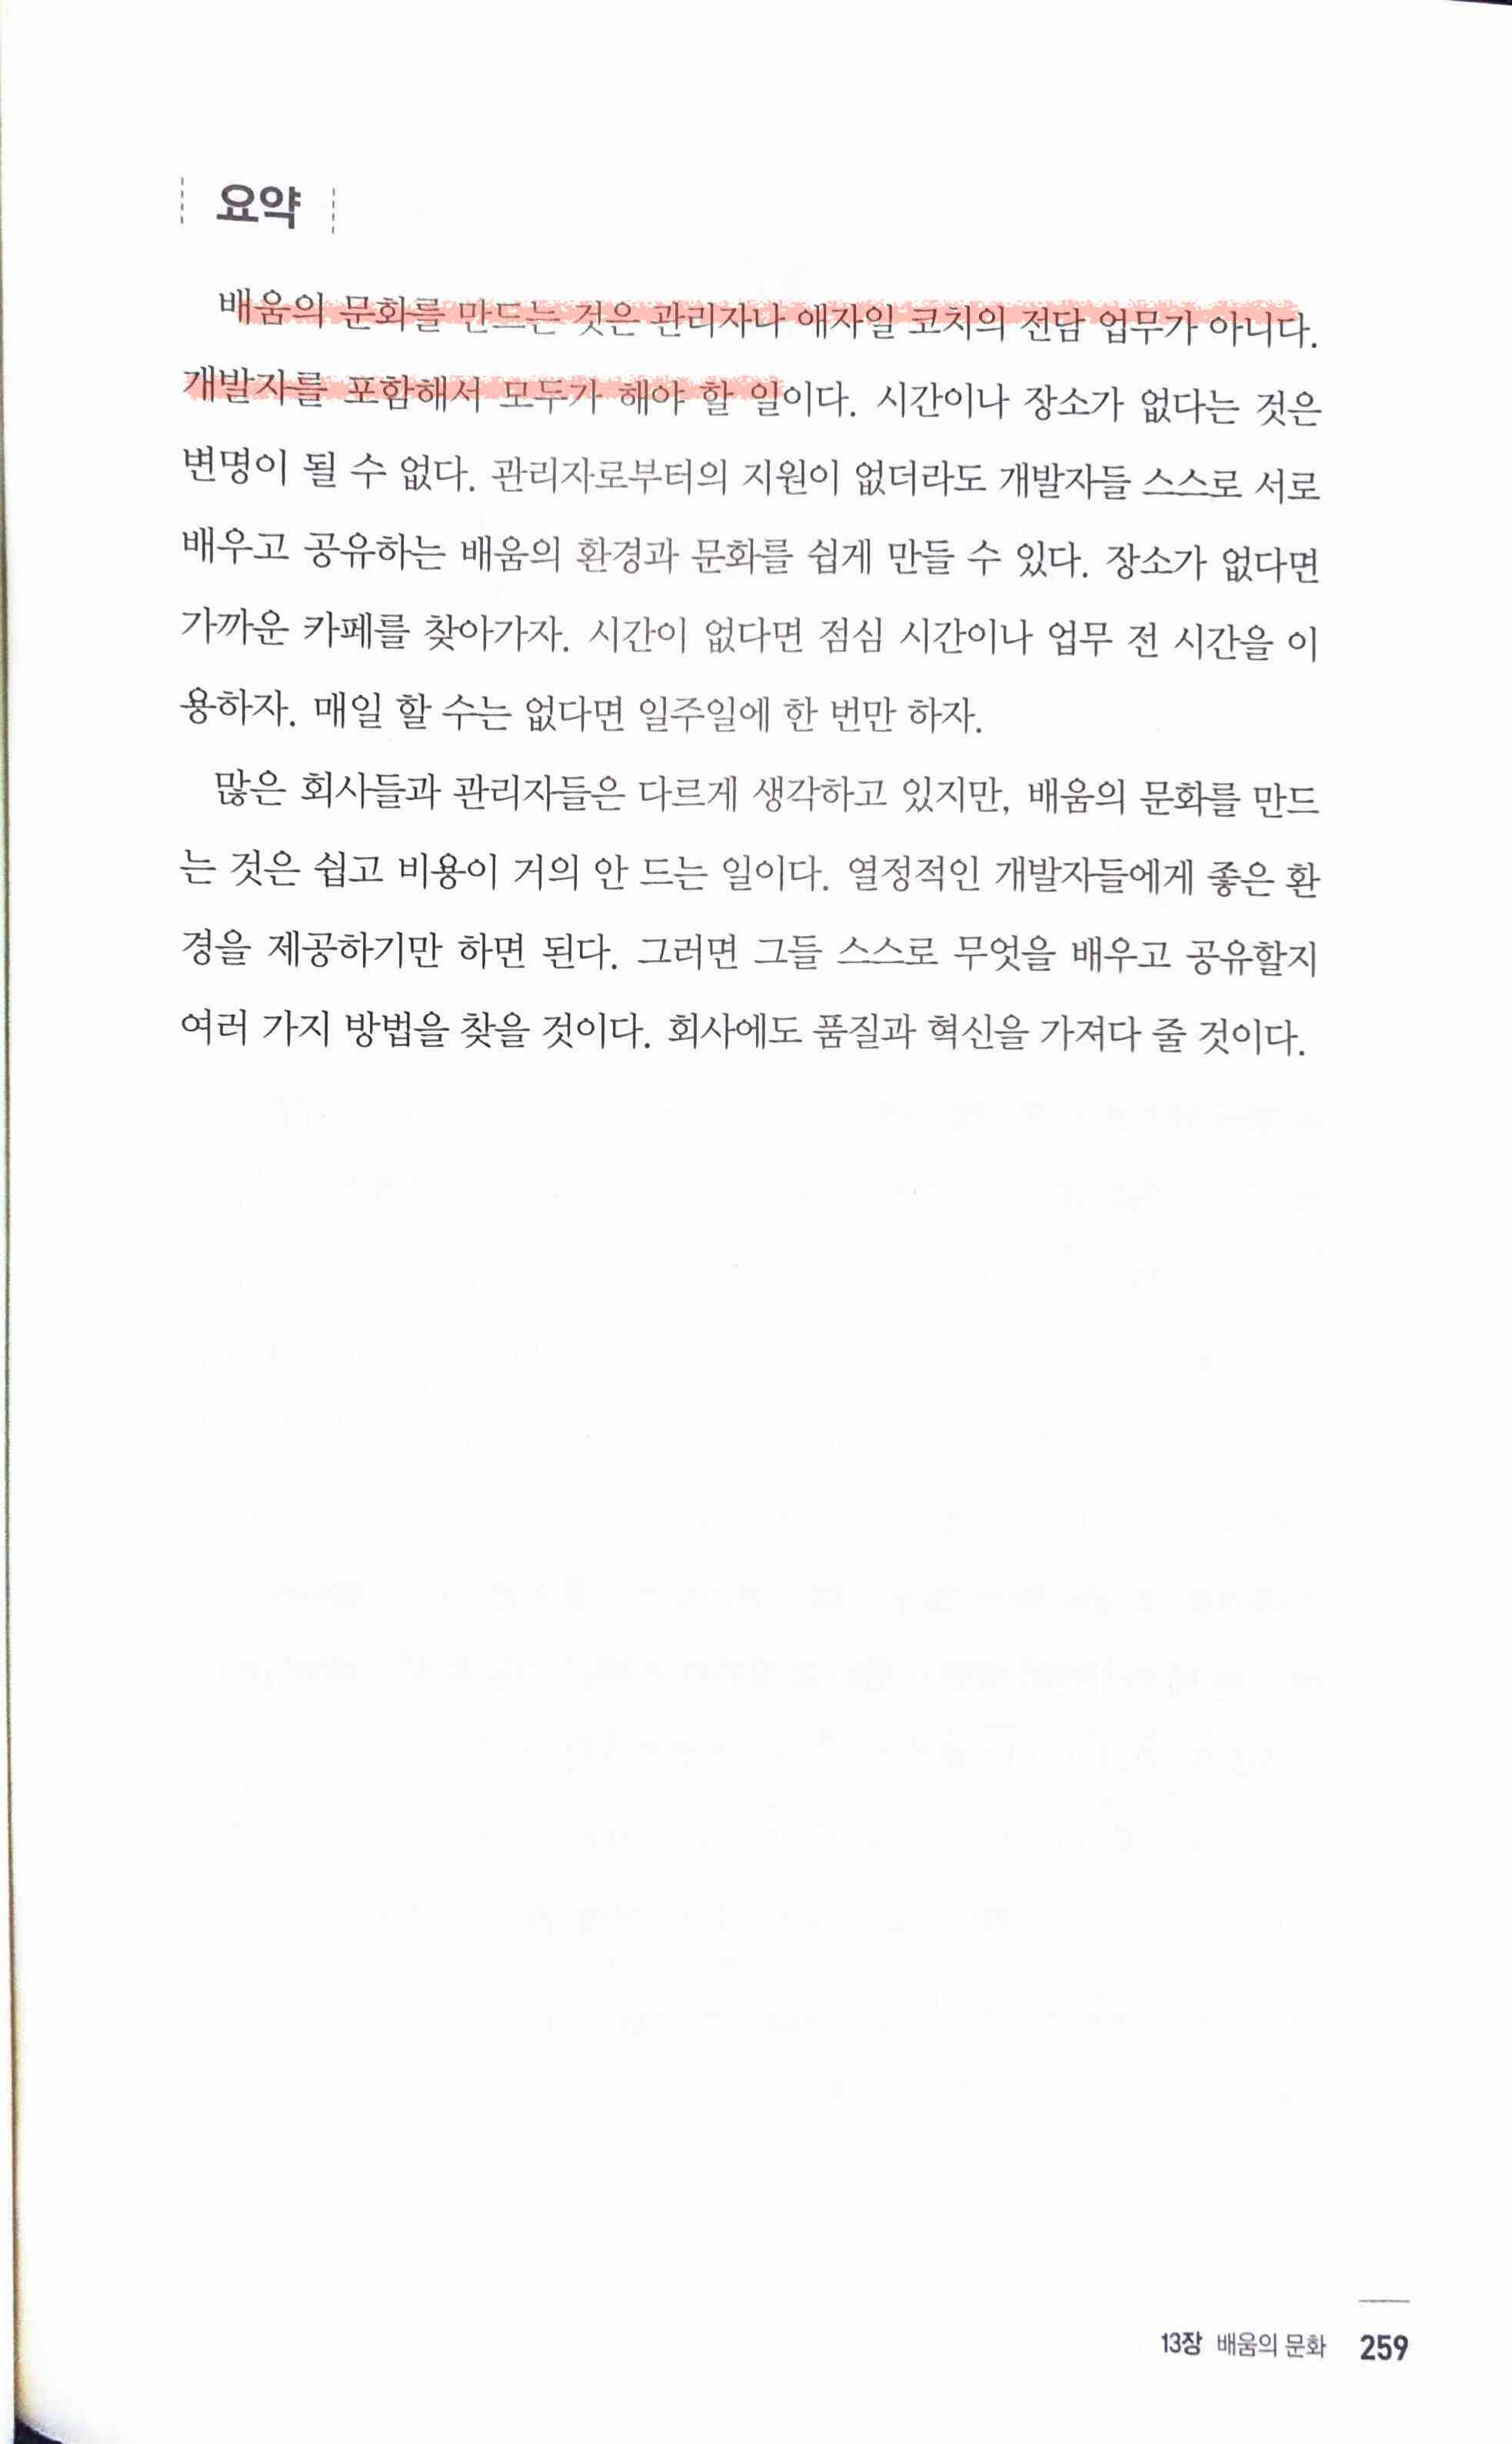 요약
배움의 문화를 만드는 것은 관리자나 애자일 코치의 전담 업무가 아니다.
개발자를 포함해서 모두가 해야 할 일이다. 시간이나 장소가 없다는 것은
변명이 될 수 없다. 관리자로부터의 지원이 없더라도 개발자들 스스로 서로
배우고 공유하는 배움의 환경과 문화를 쉽게 만들 수 있다. 장소가 없다면
가까운 카페를 찾아가자. 시간이 없다면 점심 시간이나 업무 전 시간을 이
용하자. 매일 할 수는 없다면 일주일에 한 번만 하자.
많은 회사들과 관리자들은 다르게 생각하고 있지만, 배움의 문화를 만드
는 것은 쉽고 비용이 거의 안 드는 일이다. 열정적인 개발자들에게 좋은 환
경을 제공하기만 하면 된다. 그러면 그들 스스로 무엇을 배우고 공유할지
여러 가지 방법을 찾을 것이다. 회사에도 품질과 혁신을 가져다 줄 것이다.
13장 배움의 문화 259